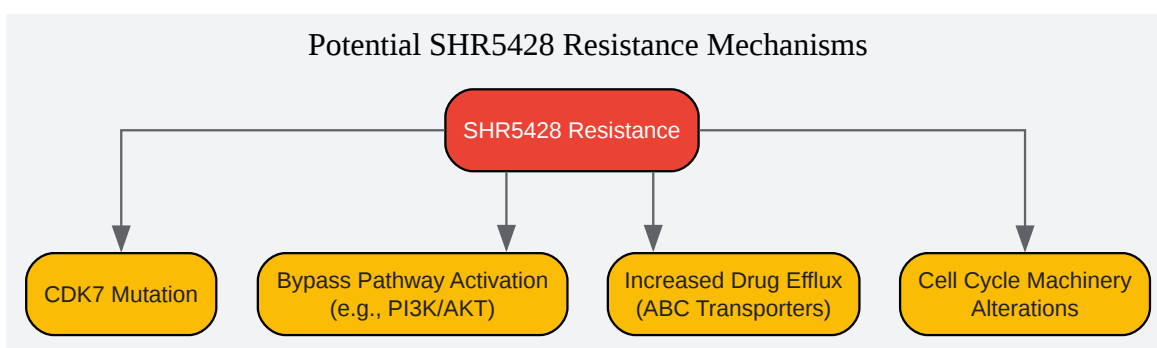 Potential SHR5428 Resistance Mechanisms
SHR5428 Resistance
CDK7 Mutation
Bypass Pathway Activation
(e.g., PI3K/AKT)
Increased Drug Efflux
(ABC Transporters)
Cell Cycle Machinery
Alterations